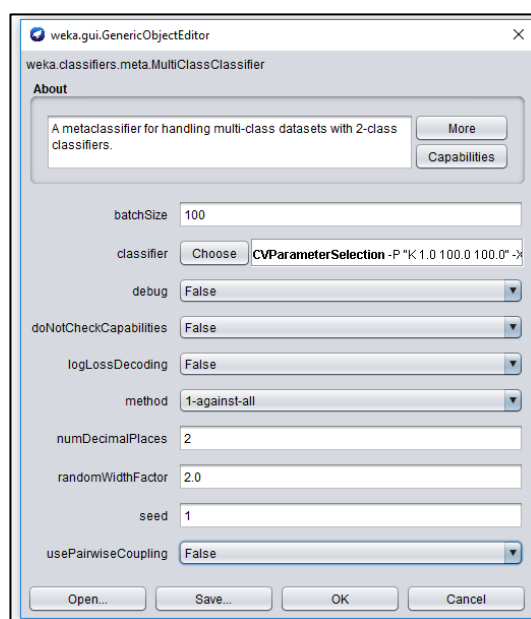 weka.gui.GenericObjectEditor
weka.classifiers.meta.MultiClassClassifier
About
A metaclassifier for handling multi-class datasets with 2-class
classifiers.
More
Capabilities
batchSize 100
classifier Choose CVParameterSelection -P "K 1.0 100.0 100.0" -X
debug False
doNotCheckCapabilities False
logLossDecoding False
method 1-against-all
numDecimalPlaces 2
randomWidthFactor 2.0
seed 1
usePairwiseCoupling False
Open... Save... OK Cancel